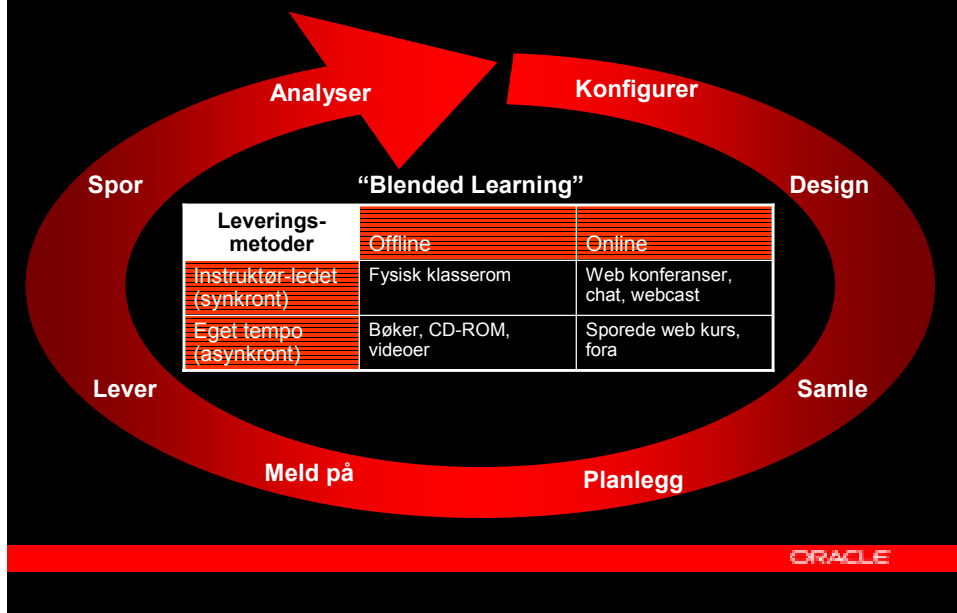 Analyser
Konfigurer
Spor
“Blended Learning”
Design
Leverings-
metoder
Offline
Online
Instruktør-ledet
(synkront)
Fysisk klasserom
Web konferanser,
chat, webcast
Eget tempo
(asynkront)
Bøker, CD-ROM,
videoer
Sporede web kurs,
fora
Lever
Samle
Meld på
Planlegg
ORACLE